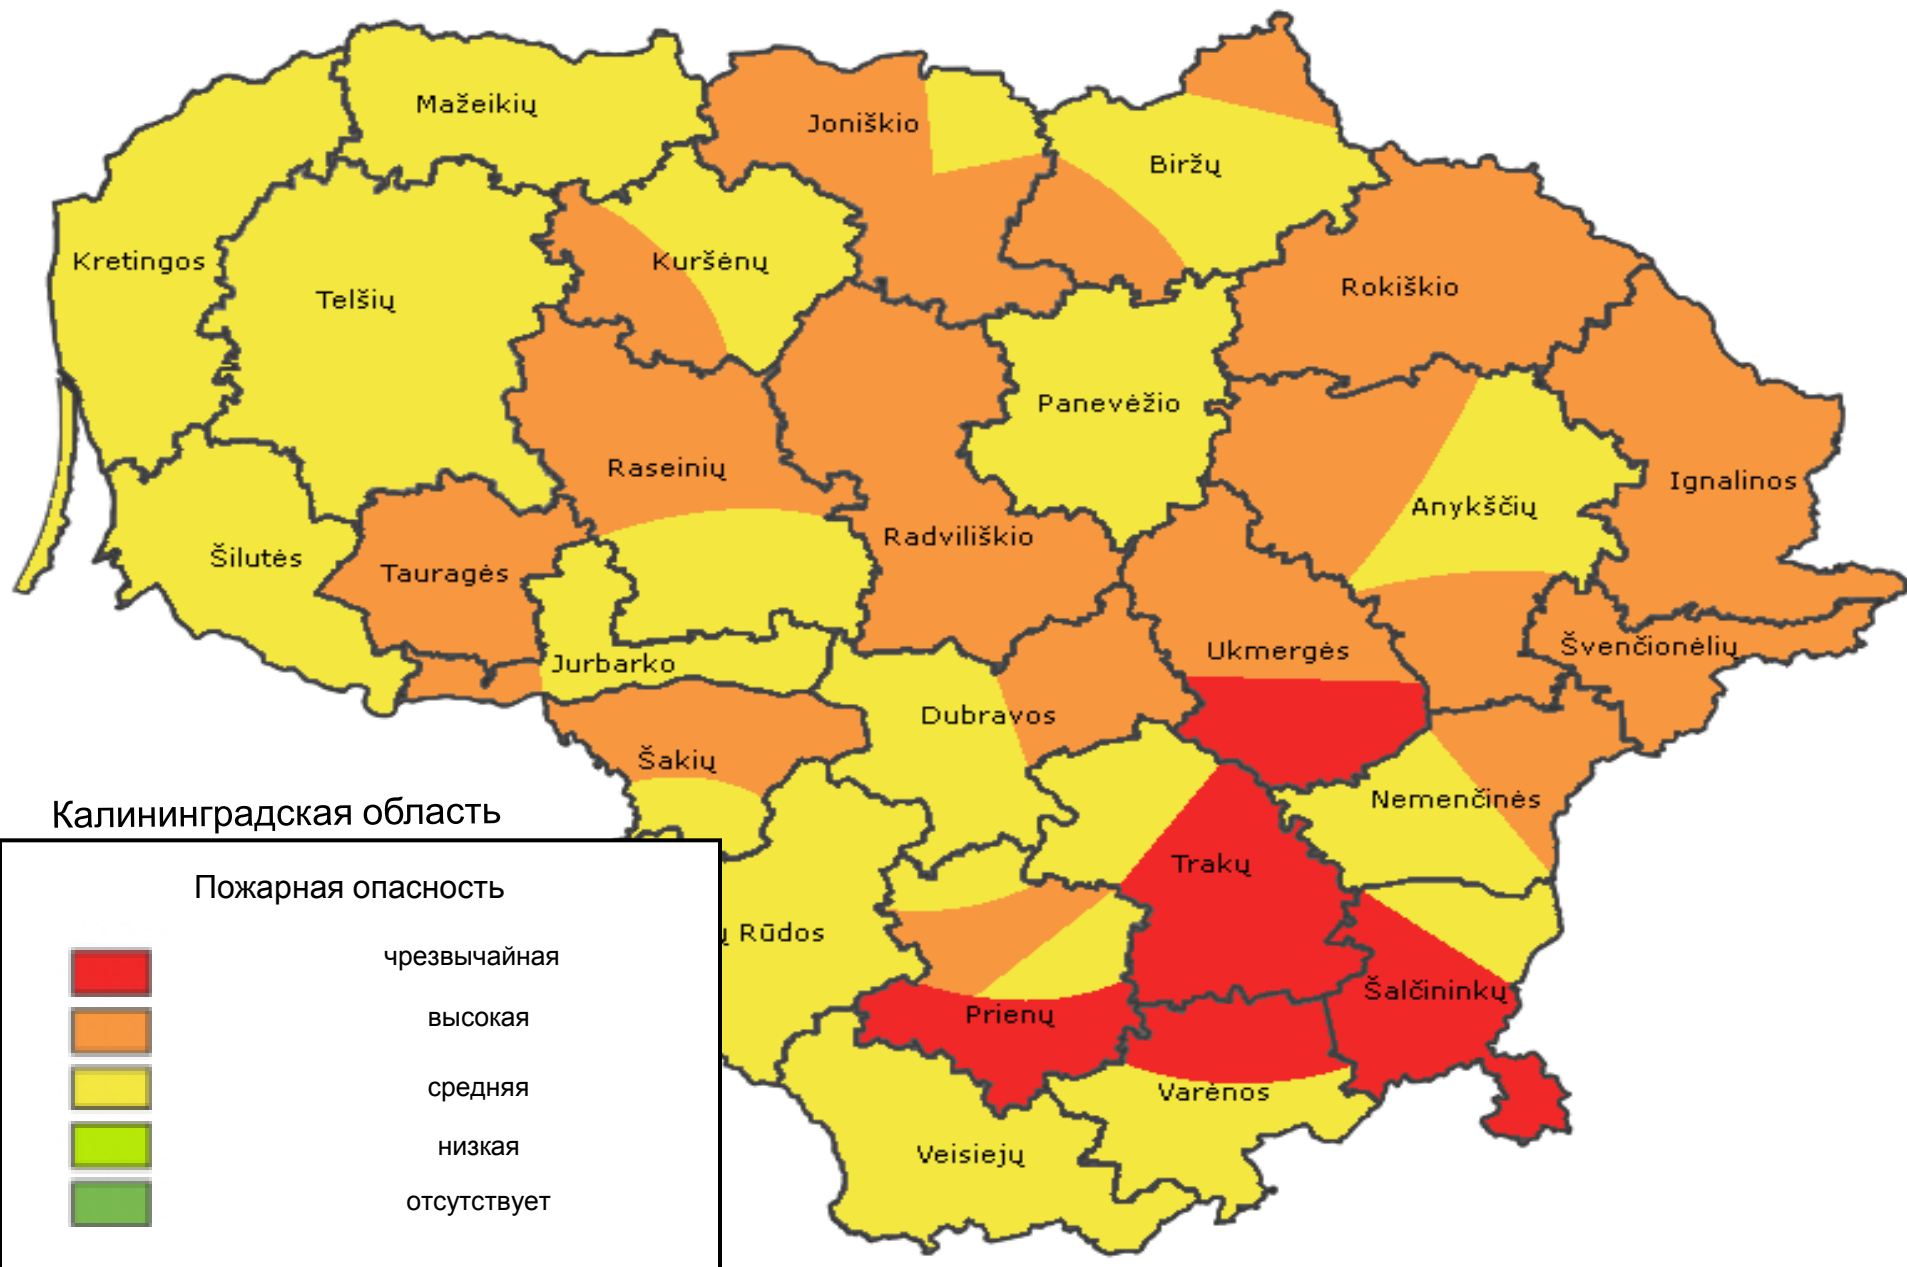 Mažeikių
Joniškio
Biržų
Kretingos
Telšių
Kuršėnų
Rokiškio
Panevėžio
Raseinių
Ignalinos
Anykščių
Radviliškio
Šilutės
Tauragės
Ukmergės
Švenčionėlių
Jurbarko
Dubravos
Šakių
Nemenčinės
Trakų
ų Rūdos
Šalčininkų
Prienų
Varėnos
Veisiejų
Калининградская область
Пожарная опасность
чрезвычайная
высокая
средняя
низкая
отсутствует